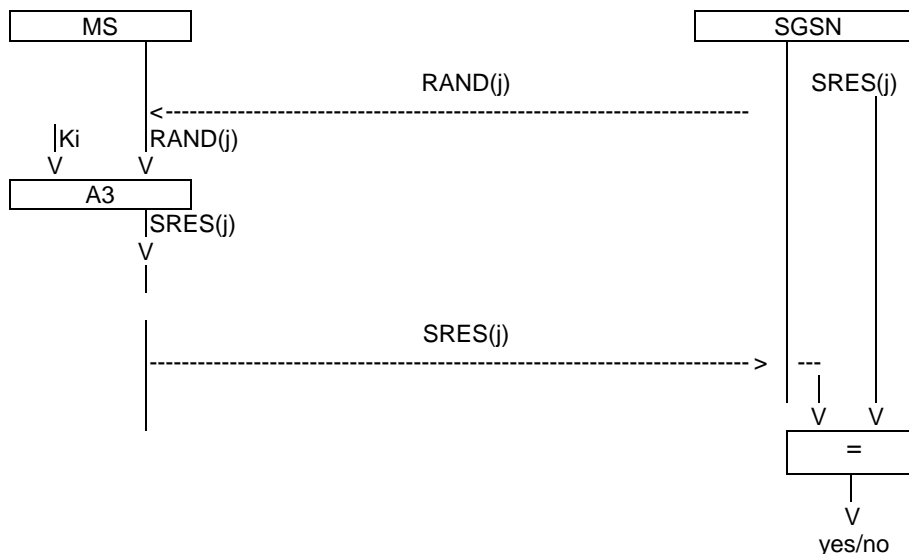 MS SGSN
RAND(j) SRES(j)
<-----------------------------------------------------------------
Ki RAND(j)
V V
A3
SRES(j)
V
SRES(j)
----------------------------------------------------------------- > ---
V V
=
V
yes/no